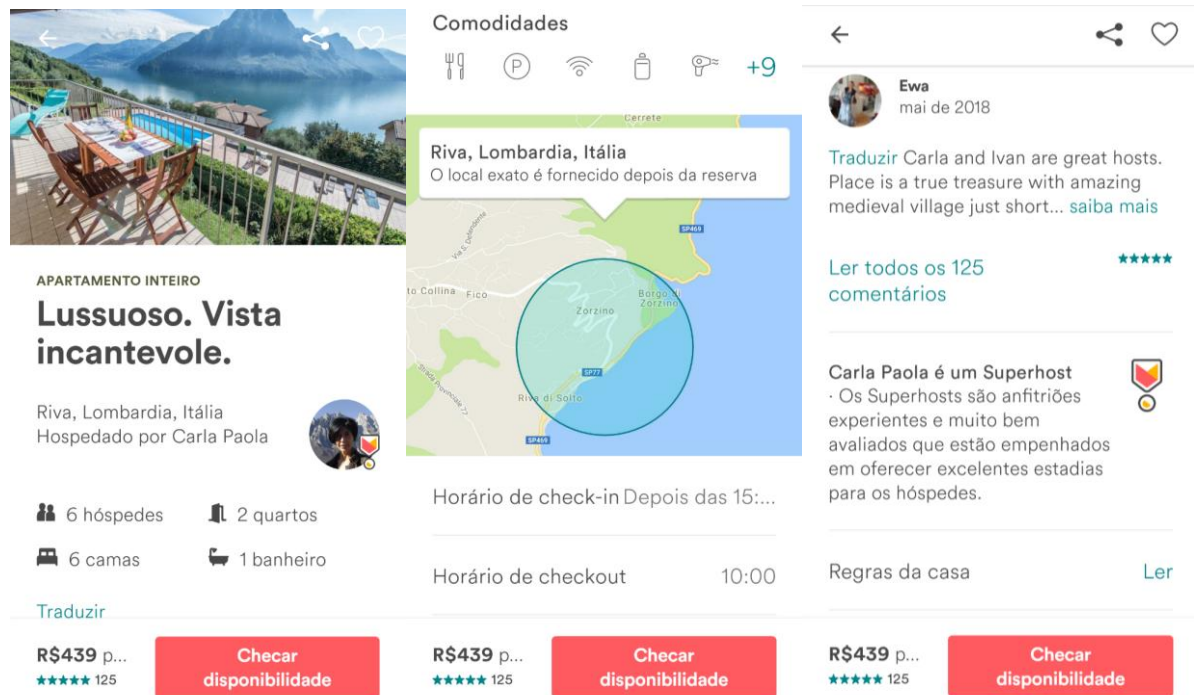 APARTAMENTO INTEIRO
Lussuoso. Vista
incantevole.
Riva, Lombardia, Itália
Hospedado por Carla Paola
6 hóspedes
2 quartos
6 camas
1 banheiro
Traduzir
R$439 p...
125
Checar
disponibilidade
Comodidades
P
+9
Cerrete
Riva, Lombardia, Itália
O local exato é fornecido depois da reserva
Via S. Defendente
SP469
to Collina
Fico
Zorzino
Borgo di
Zorzino
SP77
Strada Provinciale 77
Riva di Solto
SP469
Horário de check-in Depois das 15:...
Horário de checkout 10:00
R$439 p...
125
Checar
disponibilidade
Ewa
mai de 2018
Traduzir Carla and Ivan are great hosts.
Place is a true treasure with amazing
medieval village just short... saiba mais
Ler todos os 125
comentários
Carla Paola é um Superhost
· Os Superhosts são anfitriões
experientes e muito bem
avaliados que estão empenhados
em oferecer excelentes estadias
para os hóspedes.
Regras da casa Ler
R$439 p...
125
Checar
disponibilidade